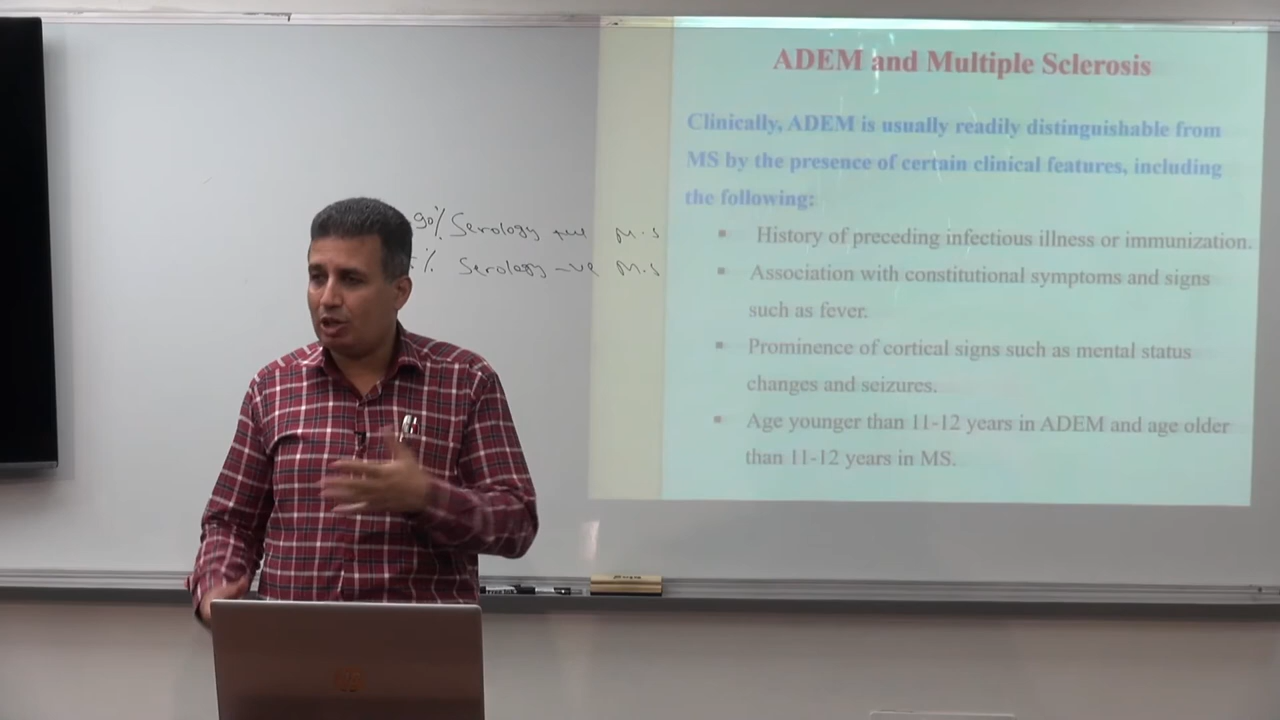 ADEM and Multiple Sclerosis
Clinically, ADEM is usually readily distinguishable from
MS by the presence of certain clinical features, including
the following:
▪ History of preceding infectious illness or immunization.
▪ Association with constitutional symptoms and signs
such as fever.
▪ Prominence of cortical signs such as mental status
changes and seizures.
▪ Age younger than 11-12 years in ADEM and age older
than 11-12 years in MS.
90% Serology +ve M.S
% Serology -ve M.S